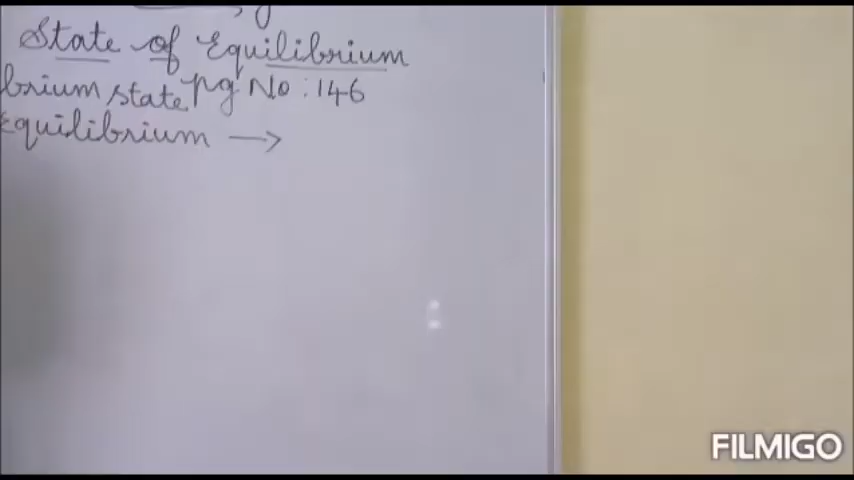 State of Equilibrium
brium state Pg No : 146
Equilibrium →
FILMIGO